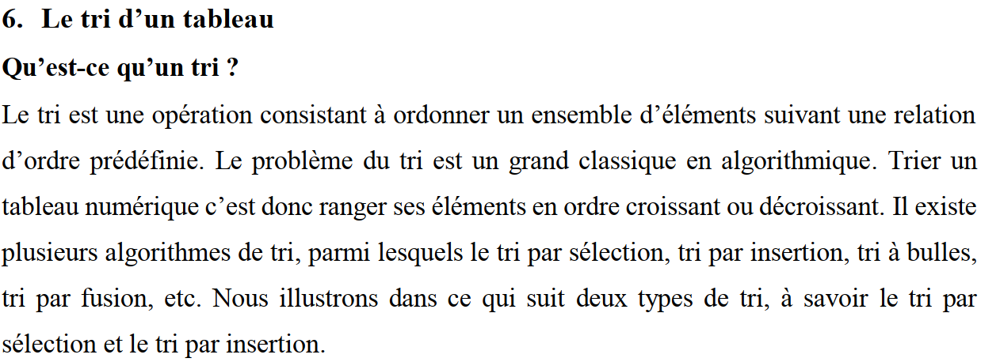 6. Le tri d’un tableau
Qu’est-ce qu’un tri ?
Le tri est une opération consistant à ordonner un ensemble d’éléments suivant une relation
d’ordre prédéfinie. Le problème du tri est un grand classique en algorithmique. Trier un
tableau numérique c’est donc ranger ses éléments en ordre croissant ou décroissant. Il existe
plusieurs algorithmes de tri, parmi lesquels le tri par sélection, tri par insertion, tri à bulles,
tri par fusion, etc. Nous illustrons dans ce qui suit deux types de tri, à savoir le tri par
sélection et le tri par insertion.